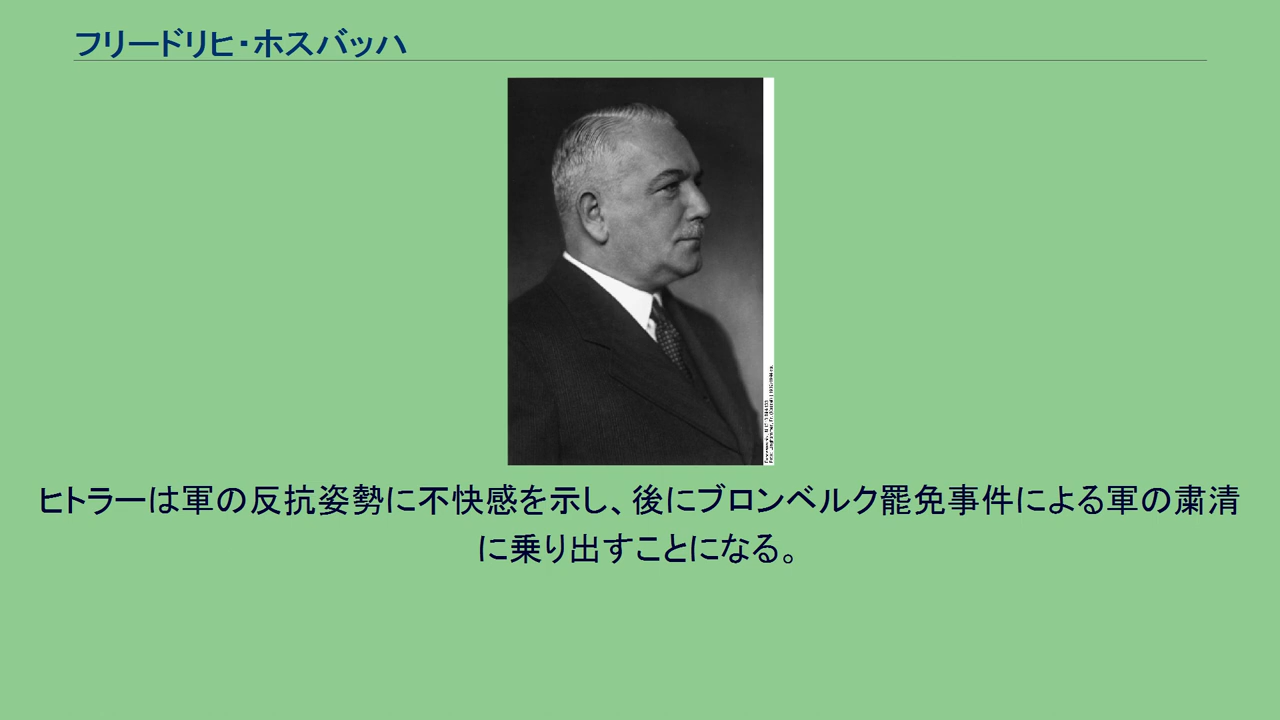 フリードリヒ・ホスバッハ
ヒトラーは軍の反抗姿勢に不快感を示し、後にブロンベルク罷免事件による軍の粛清
に乗り出すことになる。